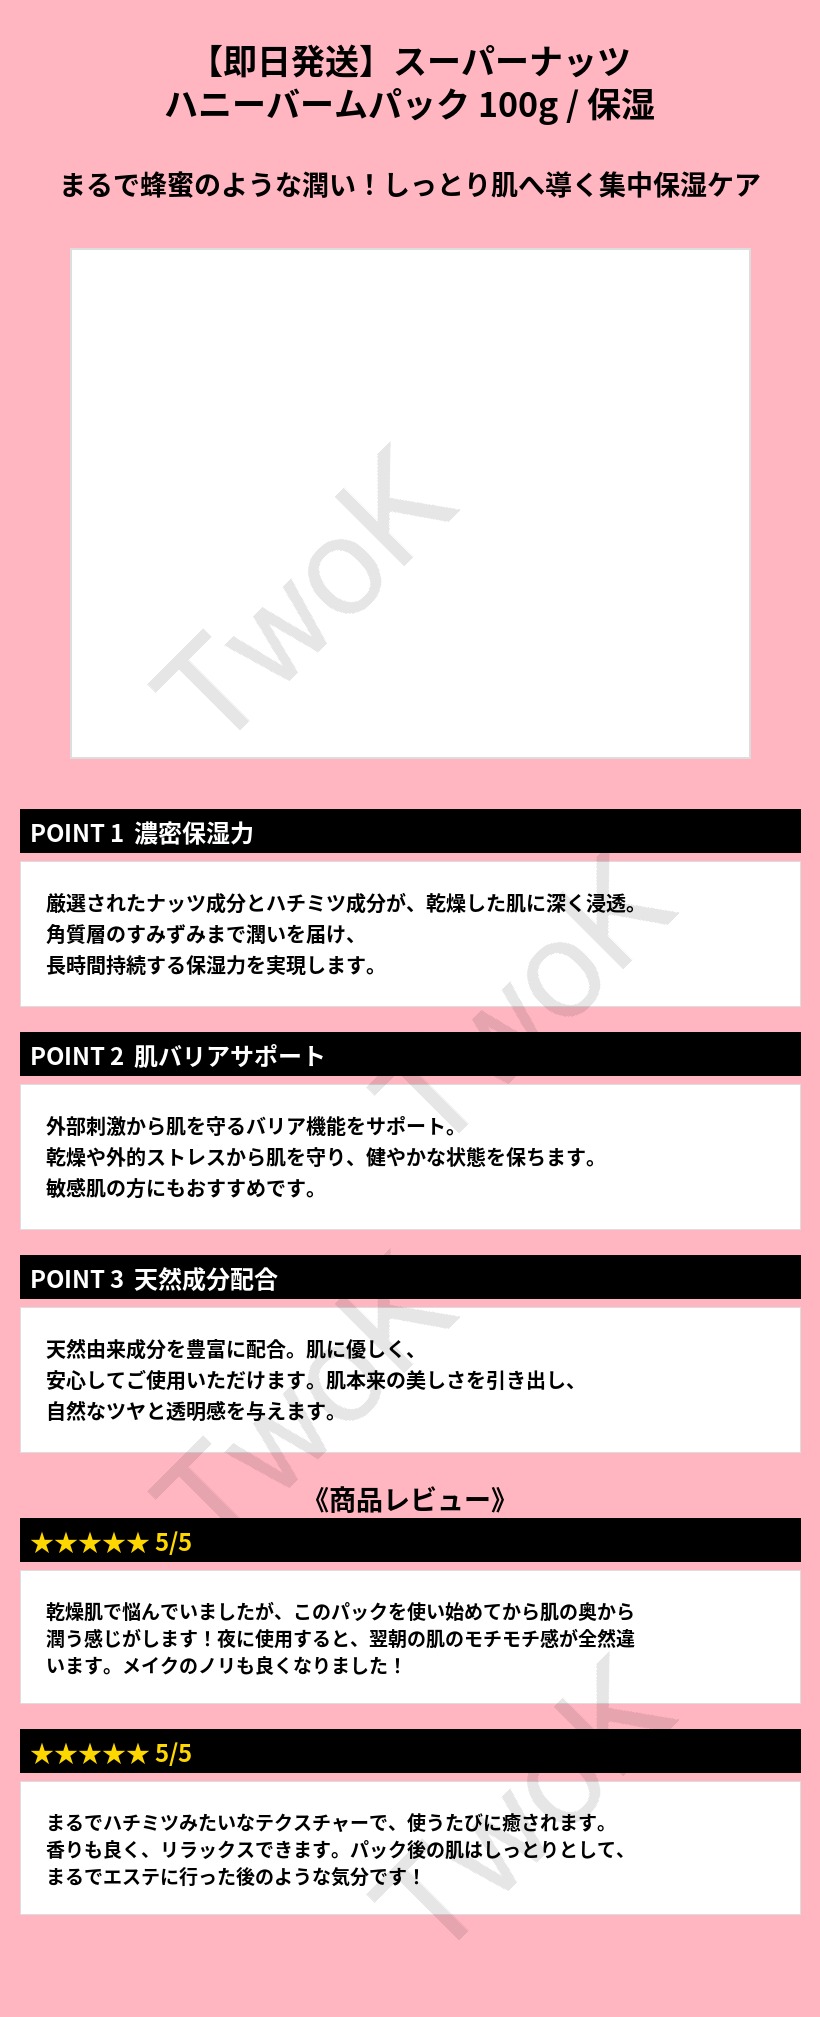 【即日発送】スーパーナッツ
ハニーバームパック 100g / 保湿
まるで蜂蜜のような潤い！しっとり肌へ導く集中保湿ケア
TwoK
POINT 1 濃密保湿力
厳選されたナッツ成分とハチミツ成分が、乾燥した肌に深く浸透。
角質層のすみずみまで潤いを届け、
長時間持続する保湿力を実現します。
TwoK
POINT 2 肌バリアサポート
外部刺激から肌を守るバリア機能をサポート。
乾燥や外的ストレスから肌を守り、健やかな状態を保ちます。
敏感肌の方にもおすすめです。
POINT 3 天然成分配合
天然由来成分を豊富に配合。肌に優しく、
安心してご使用いただけます。肌本来の美しさを引き出し、
自然なツヤと透明感を与えます。
TwoK
《商品レビュー》
★★★★★ 5/5
乾燥肌で悩んでいましたが、このパックを使い始めてから肌の奥から
潤う感じがします！夜に使用すると、翌朝の肌のモチモチ感が全然違
います。メイクのノリも良くなりました！
★★★★★ 5/5
まるでハチミツみたいなテクスチャーで、使うたびに癒されます。
香りも良く、リラックスできます。パック後の肌はしっとりとして、
まるでエステに行った後のような気分です！
TwoK